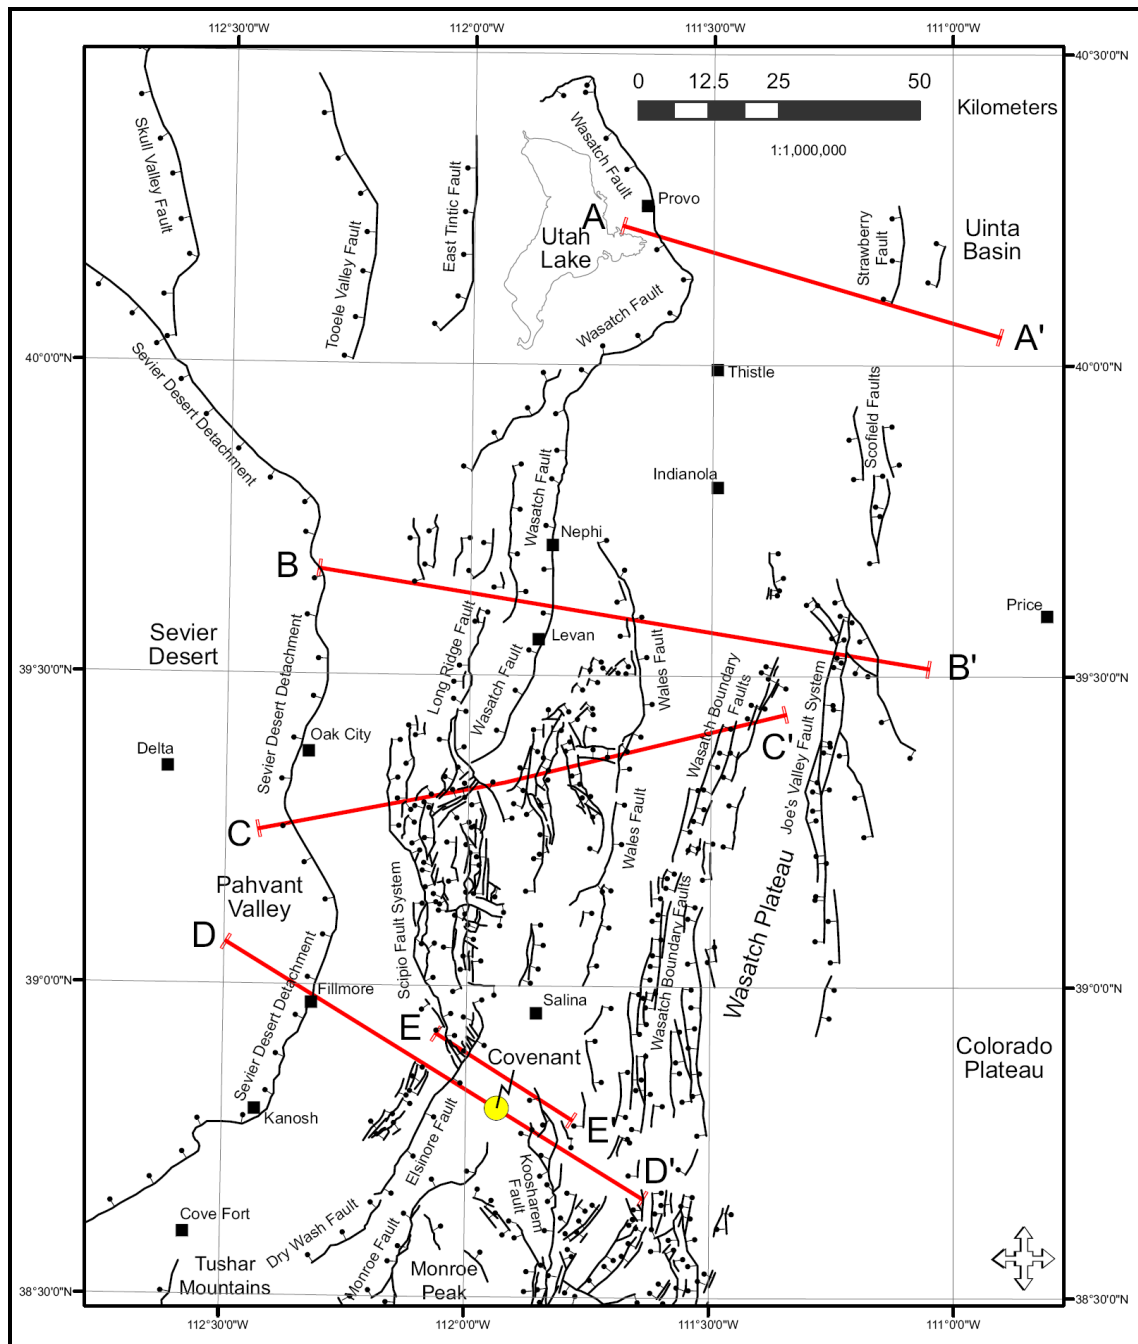 112°30'0"W
112°0'0"W
111°30'0"W
111°0'0"W
40°30'0"N
0
12.5
25
50
Kilometers
1:1,000,000
Skull Valley Fault
Tooele Valley Fault
East Tintic Fault
Wasatch Fault
Provo
A
Utah
Lake
Strawberry
Fault
Uinta
Basin
Wasatch Fault
A'
40°0'0"N
40°0'0"N
Sevier Desert Detachment
Thistle
Scofield Faults
Indianola
Wasatch Fault
Nephi
B
Price
Sevier
Desert
Levan
Long Ridge Fault
Wasatch Fault
Wales Fault
Wasatch Boundary
Faults
B'
39°30'0"N
39°30'0"N
Sevier Desert Detachment
Oak City
Delta
C'
Joe's Valley Fault System
C
Wales Fault
Pahvant
Valley
Scipio Fault System
Wasatch Boundary Faults
Wasatch Plateau
D
39°0'0"N
39°0'0"N
Sevier Desert Detachment
Fillmore
Salina
E
Covenant
Colorado
Plateau
Kanosh
E'
Elsinore Fault
D'
Koosharem
Fault
Cove Fort
Dry Wash Fault
Monroe Fault
Tushar
Mountains
Monroe
Peak
38°30'0"N
38°30'0"N
112°30'0"W
112°0'0"W
111°30'0"W
111°0'0"W